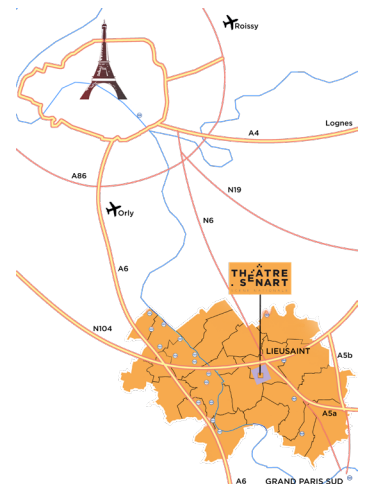 Roissy
A4
Lognes
A86
N19
Orly
N6
A6
THÉÂTRE
SÉNART
N104
LIEUSAINT
A5b
A5a
A6
GRAND PARIS SUD